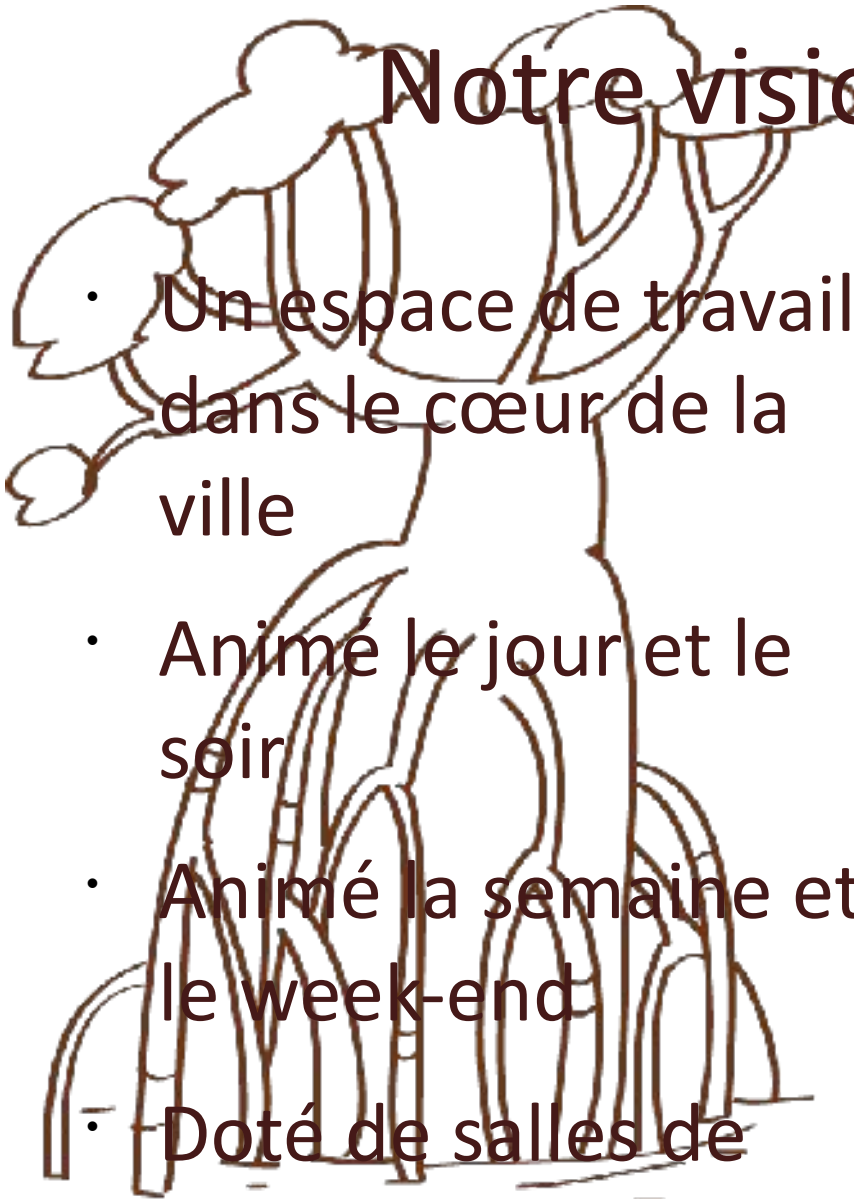 Notre visio
• Un espace de travail
dans le cœur de la
ville
• Animé le jour et le
soir
• Animé la semaine et
le week-end
• Doté de salles de